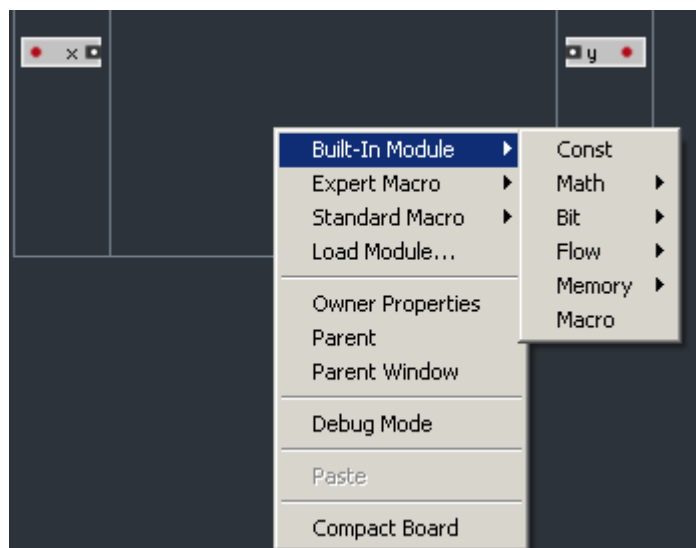 x
y
Built-In Module
Expert Macro
Standard Macro
Load Module...
Owner Properties
Parent
Parent Window
Debug Mode
Paste
Compact Board
Const
Math
Bit
Flow
Memory
Macro